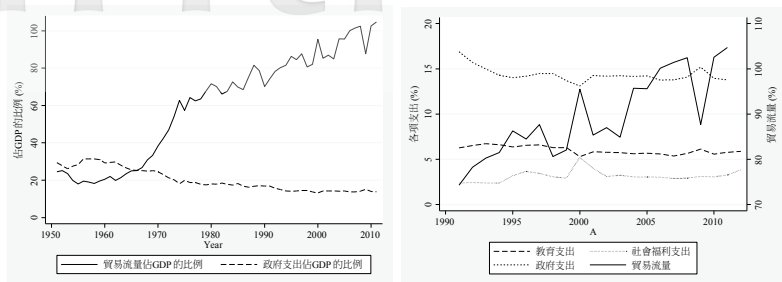 佔GDP的比例 (%)
0 20 40 60 80 100
1950 1960 1970 1980 1990 2000 2010
Year
貿易流量佔GDP的比例 政府支出佔GDP的比例
各項支出 (%)
0 5 10 15 20
貿易流量 (%)
70 80 90 100 110
1990 1995 2000 2005 2010
A
教育支出 社會福利支出
政府支出 貿易流量